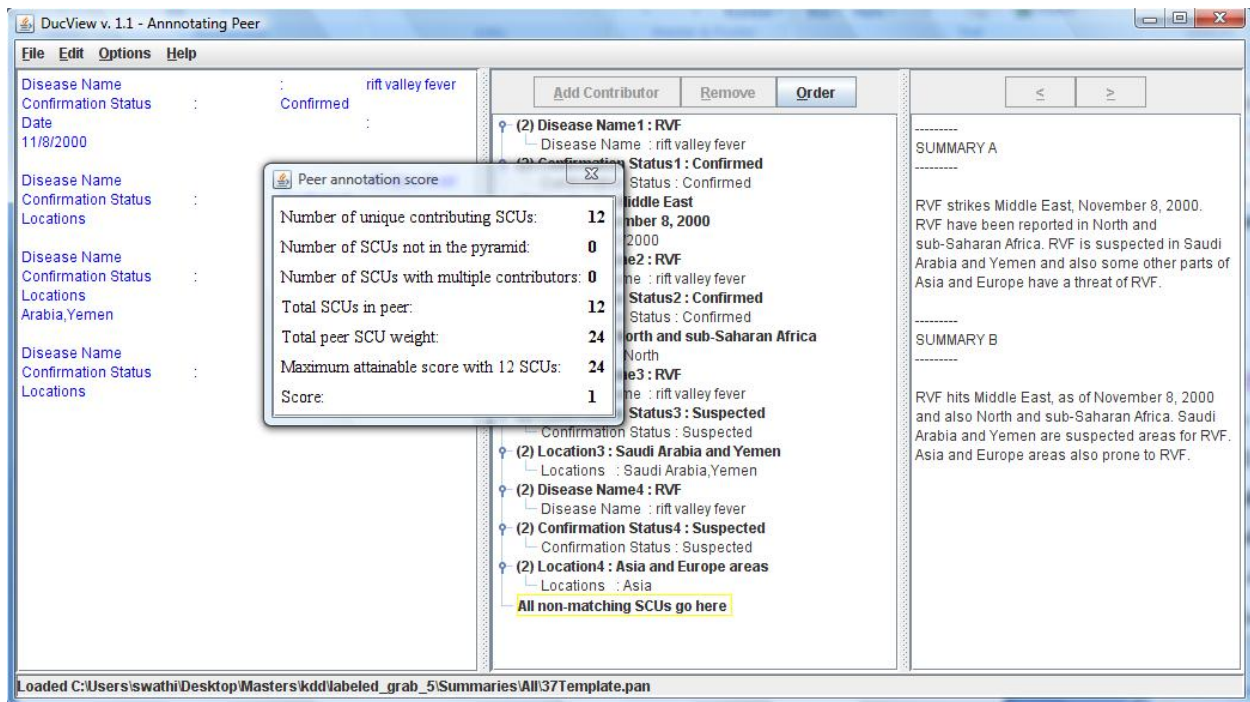 DucView v. 1.1 - Annnotating Peer
File Edit Options Help
Disease Name : rift valley fever
Confirmation Status : Confirmed
Date :
11/8/2000
Disease Name
Confirmation Status :
Locations
Disease Name
Confirmation Status :
Locations
Arabia,Yemen
Disease Name
Confirmation Status :
Locations
Peer annotation score
Number of unique contributing SCUs: 12
Number of SCUs not in the pyramid: 0
Number of SCUs with multiple contributors: 0
Total SCUs in peer: 12
Total peer SCU weight: 24
Maximum attainable score with 12 SCUs: 24
Score: 1
Add Contributor Remove Order
(2) Disease Name1 : RVF
Disease Name : rift valley fever
(2) Confirmation Status1 : Confirmed
Status : Confirmed
iddle East
mber 8, 2000
2000
e2 : RVF
me : rift valley fever
Status2 : Confirmed
Status : Confirmed
orth and sub-Saharan Africa
North
e3 : RVF
me : rift valley fever
Status3 : Suspected
Confirmation Status : Suspected
(2) Location3 : Saudi Arabia and Yemen
Locations : Saudi Arabia,Yemen
(2) Disease Name4 : RVF
Disease Name : rift valley fever
(2) Confirmation Status4 : Suspected
Confirmation Status : Suspected
(2) Location4 : Asia and Europe areas
Locations : Asia
All non-matching SCUs go here
< >
---------
SUMMARY A
---------
RVF strikes Middle East, November 8, 2000.
RVF have been reported in North and
sub-Saharan Africa. RVF is suspected in Saudi
Arabia and Yemen and also some other parts of
Asia and Europe have a threat of RVF.
---------
SUMMARY B
---------
RVF hits Middle East, as of November 8, 2000
and also North and sub-Saharan Africa. Saudi
Arabia and Yemen are suspected areas for RVF.
Asia and Europe areas also prone to RVF.
Loaded C:\Users\swathi\Desktop\Masters\kdd\labeled_grab_5\Summaries\All\37Template.pan